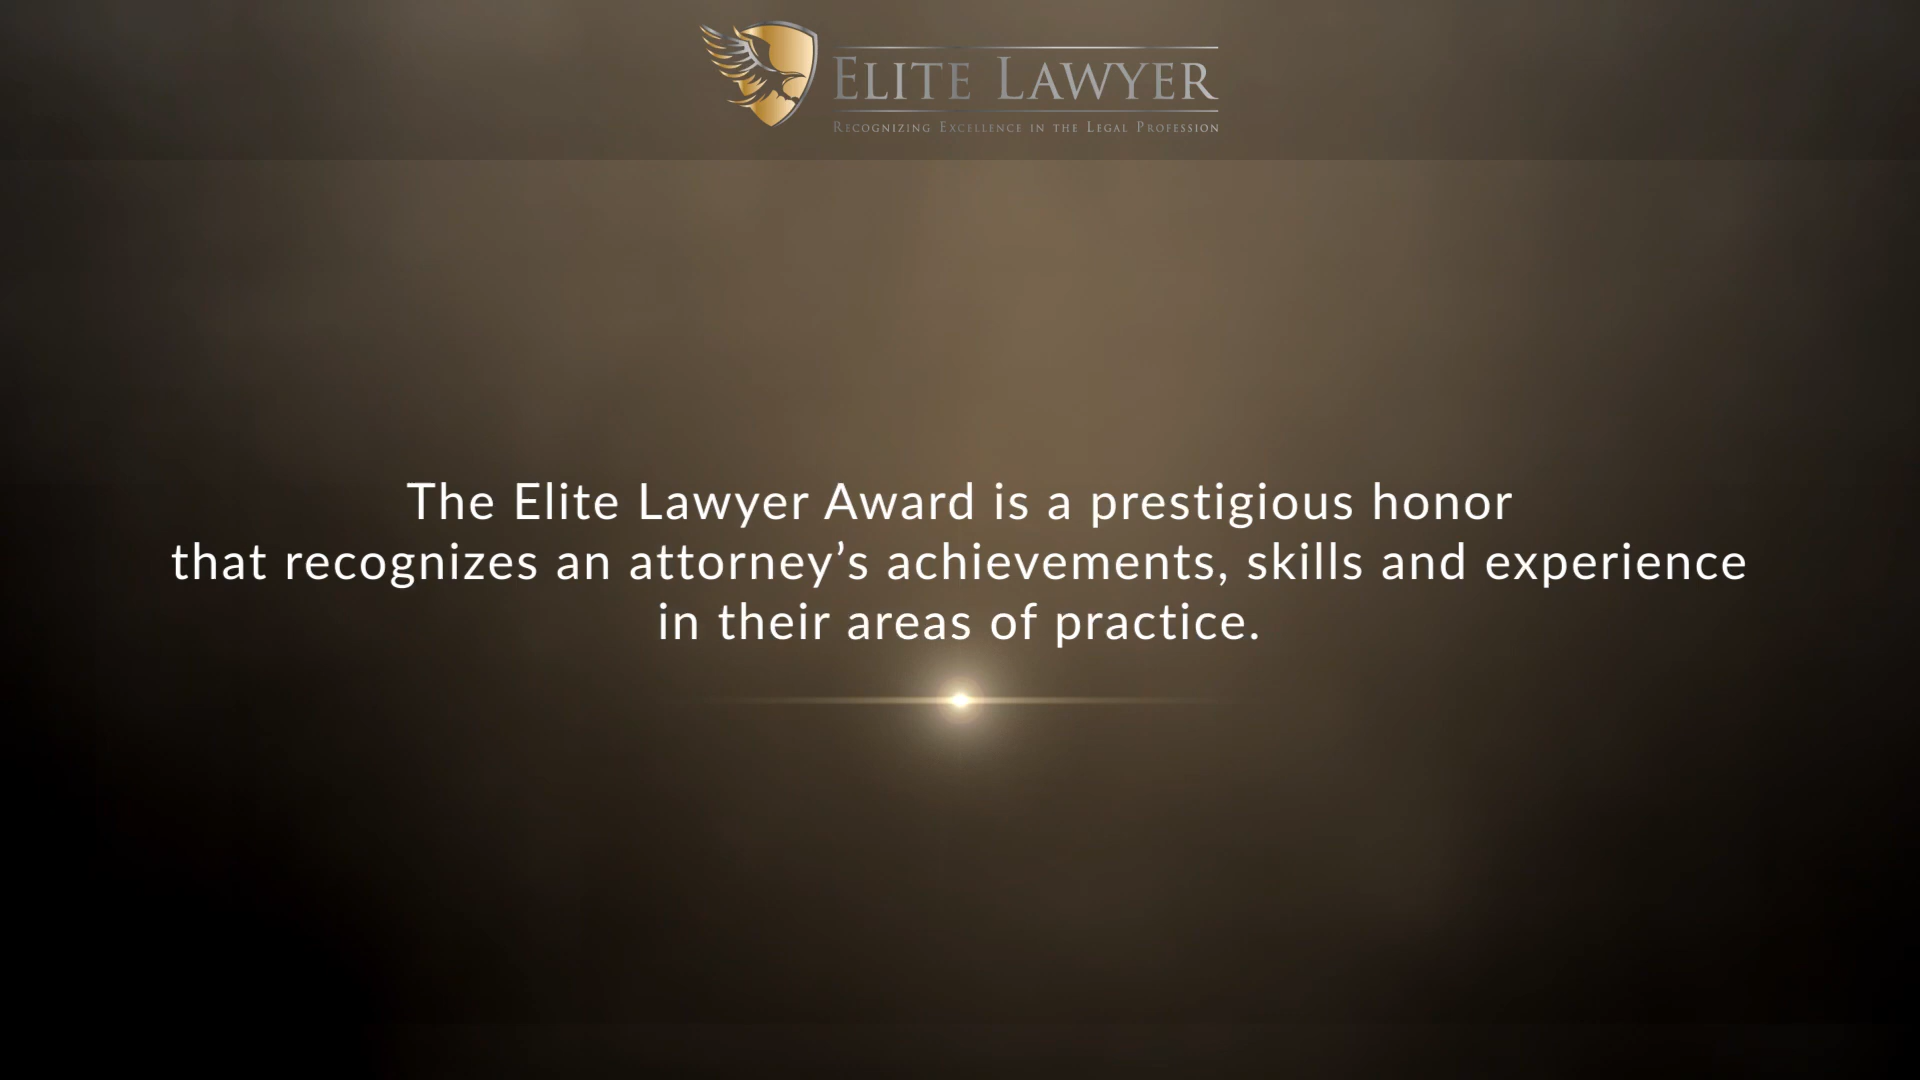 ELITE LAWYER
RECOGNIZING EXCELLENCE IN THE LEGAL PROFESSION
The Elite Lawyer Award is a prestigious honor
that recognizes an attorney’s achievements, skills and experience
in their areas of practice.